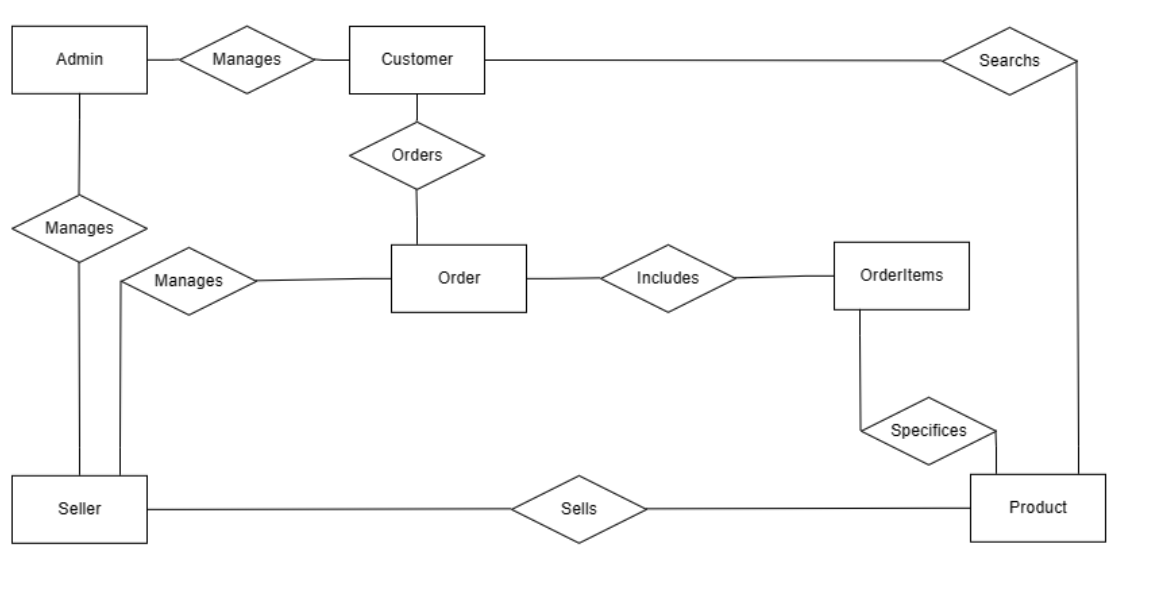 Admin
Manages
Customer
Searchs
Orders
Manages
Manages
Order
Includes
OrderItems
Specifices
Seller
Sells
Product